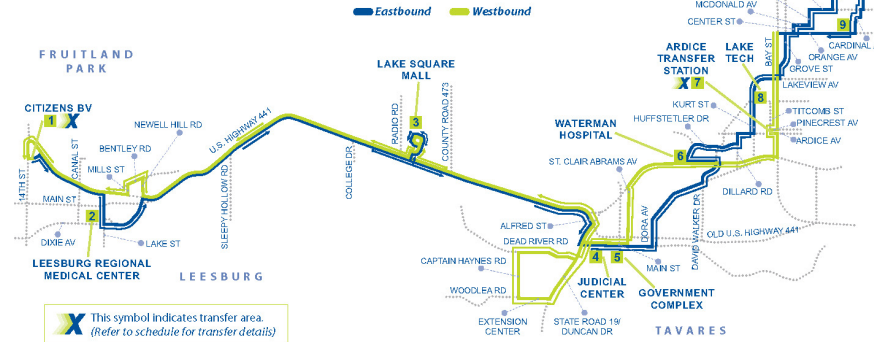 Eastbound
Westbound
MCDONALD AV
CENTER ST
9
CARDINAL
ORANGE AV
GROVE ST
BAY ST
LAKEVIEW AV
ARDICE
TRANSFER
STATION
X 7
LAKE
TECH
8
FRUITLAND
PARK
LAKE SQUARE
MALL
3
RADIO RD
COUNTY ROAD 473
CITIZENS BV
1 X
NEWELL HILL RD
BENTLEY RD
CANAL ST
MILLS ST
14TH ST
MAIN ST
2
DIXIE AV
LAKE ST
LEESBURG REGIONAL
MEDICAL CENTER
U.S. HIGHWAY 441
SLEEPY HOLLOW RD
COLLEGE DR
LEESBURG
KURT ST
HUFFSTETLER DR
TITCOMB ST
PINECREST AV
ARDICE AV
WATERMAN
HOSPITAL
6
ST. CLAIR ABRAMS AV
DILLARD RD
DORA AV
DAVID WALKER DR
OLD U.S. HIGHWAY 441
ALFRED ST
DEAD RIVER RD
4
5
MAIN ST
CAPTAIN HAYNES RD
WOODLEA RD
JUDICIAL
CENTER
GOVERNMENT
COMPLEX
EXTENSION
CENTER
STATE ROAD 19/
DUNCAN DR
TAVARES
X This symbol indicates transfer area.
(Refer to schedule for transfer details)